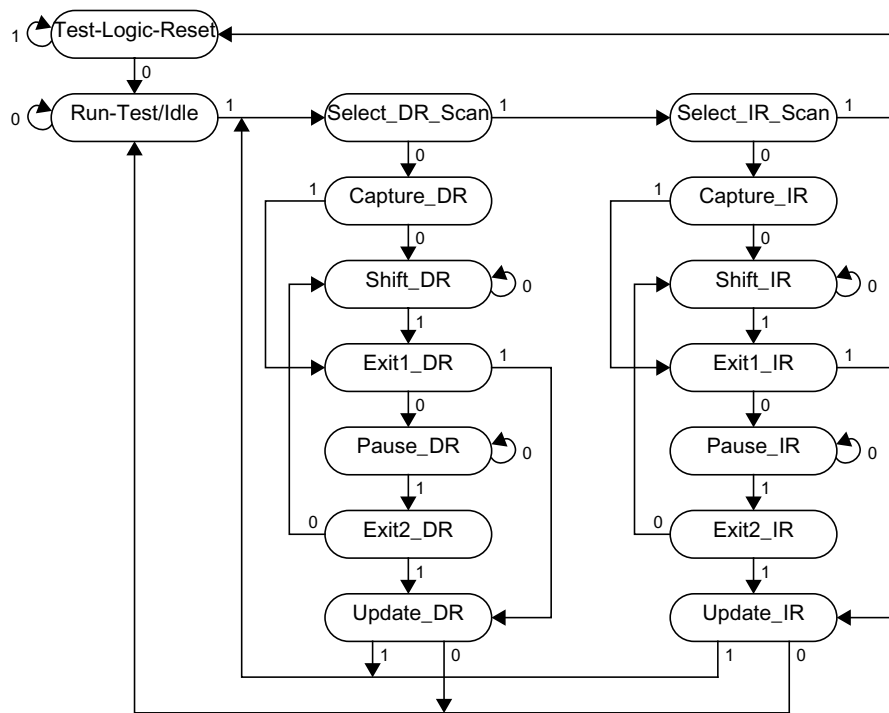 Test-Logic-Reset
1
0
Run-Test/Idle
0
1
Select_DR_Scan
1
Select_IR_Scan
1
0
0
Capture_DR
1
Capture_IR
1
0
0
Shift_DR
0
Shift_IR
0
1
1
Exit1_DR
1
Exit1_IR
1
0
0
Pause_DR
0
Pause_IR
0
1
1
0
Exit2_DR
0
Exit2_IR
1
1
Update_DR
Update_IR
1
0
1
0